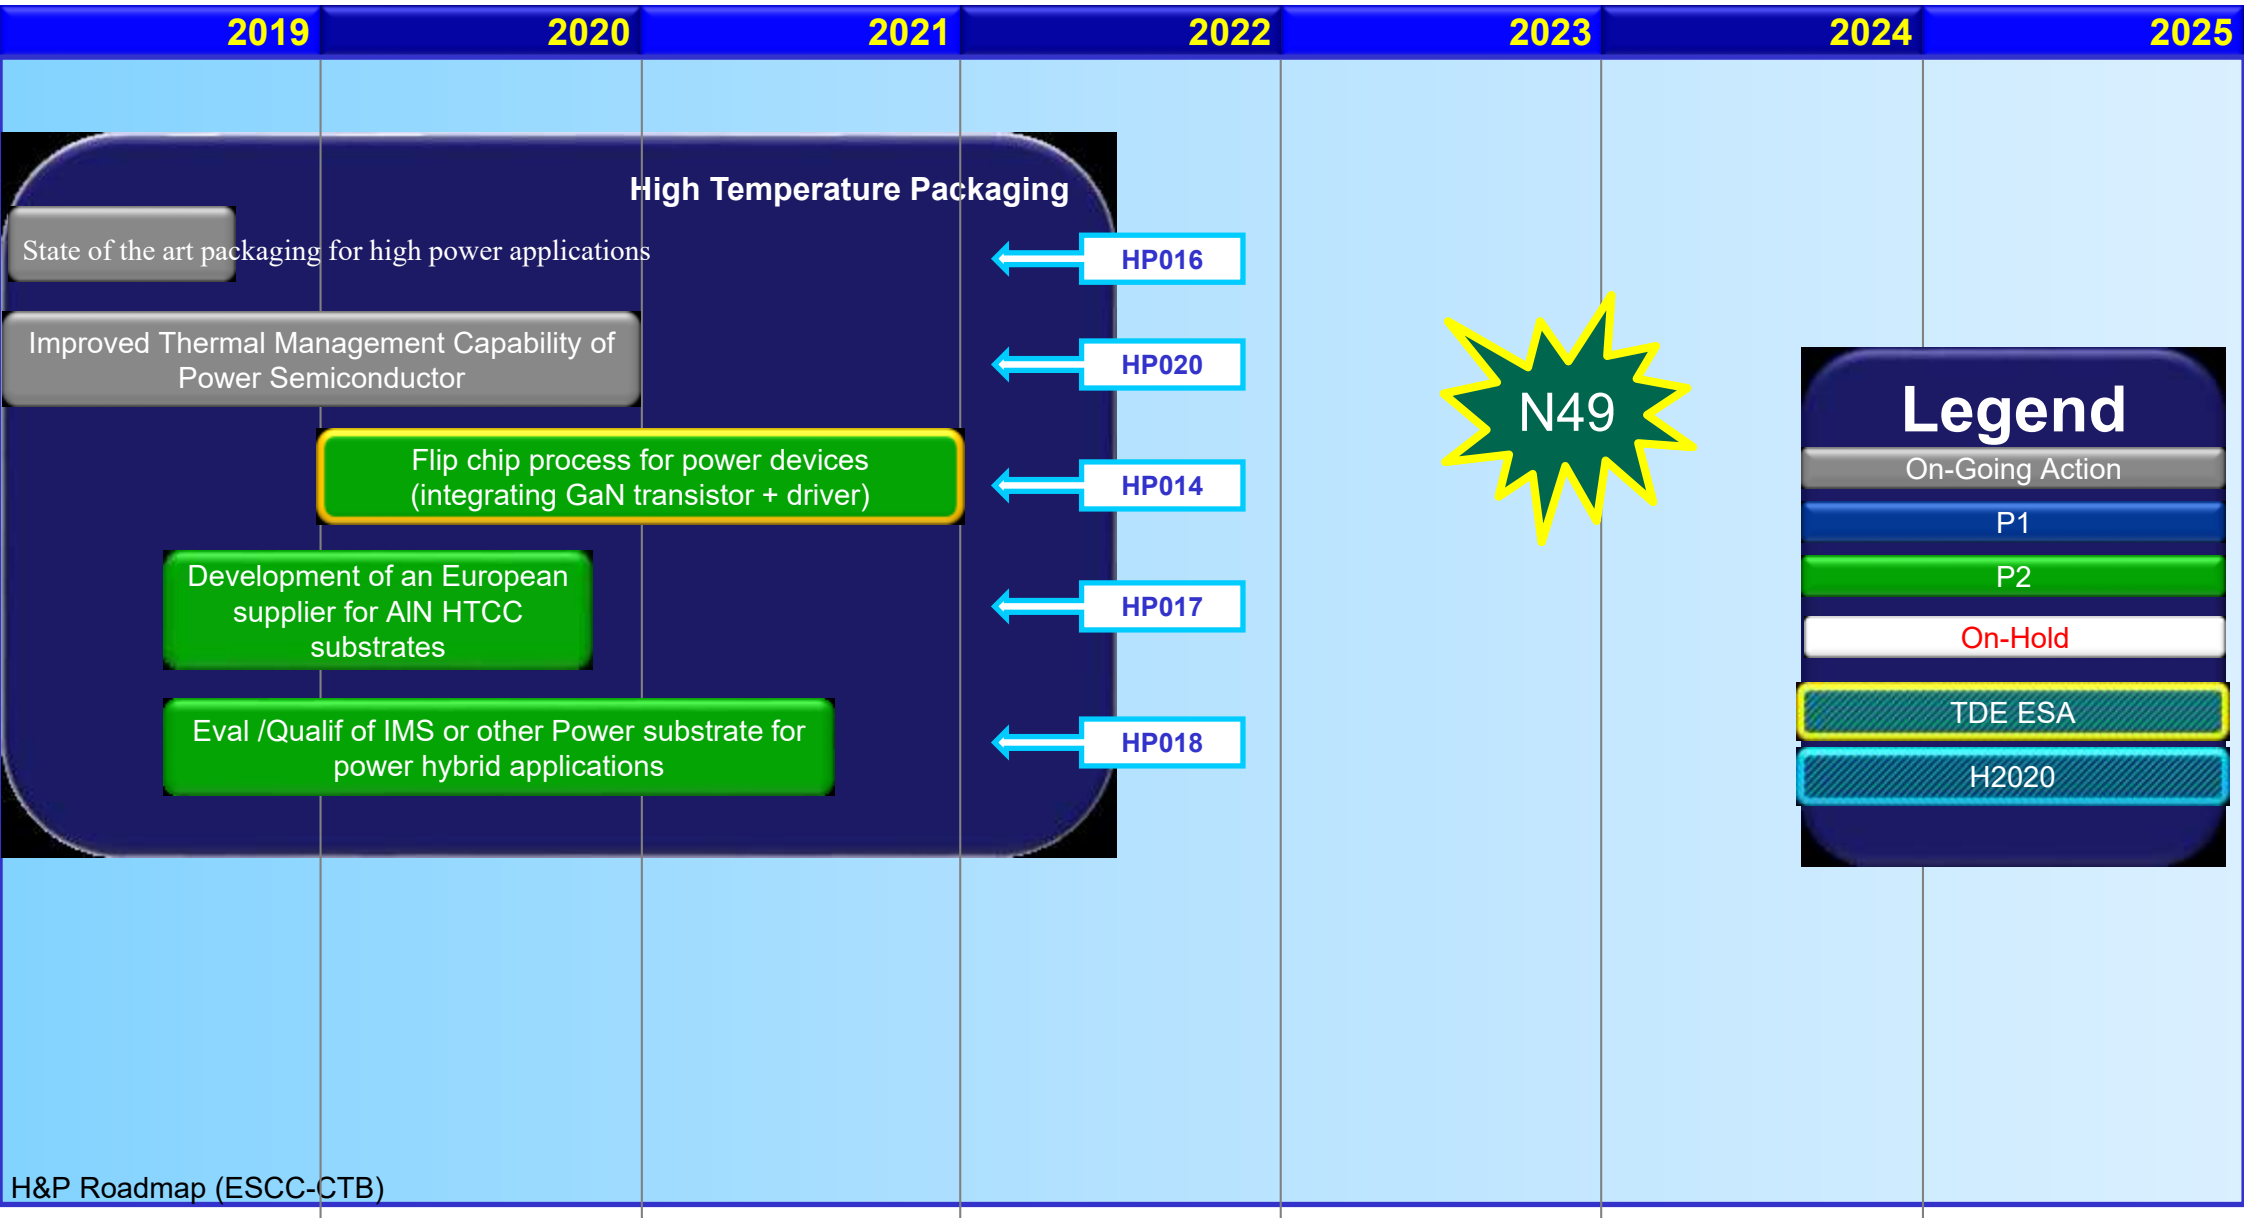 2019 2020 2021 2022 2023 2024 2025
High Temperature Packaging
State of the art packaging for high power applications
HP016
Improved Thermal Management Capability of
Power Semiconductor
HP020
Flip chip process for power devices
(integrating GaN transistor + driver)
HP014
Development of an European
supplier for AlN HTCC
substrates
HP017
Eval /Qualif of IMS or other Power substrate for
power hybrid applications
HP018
N49
Legend
On-Going Action
P1
P2
On-Hold
TDE ESA
H2020
H&P Roadmap (ESCC-CTB)